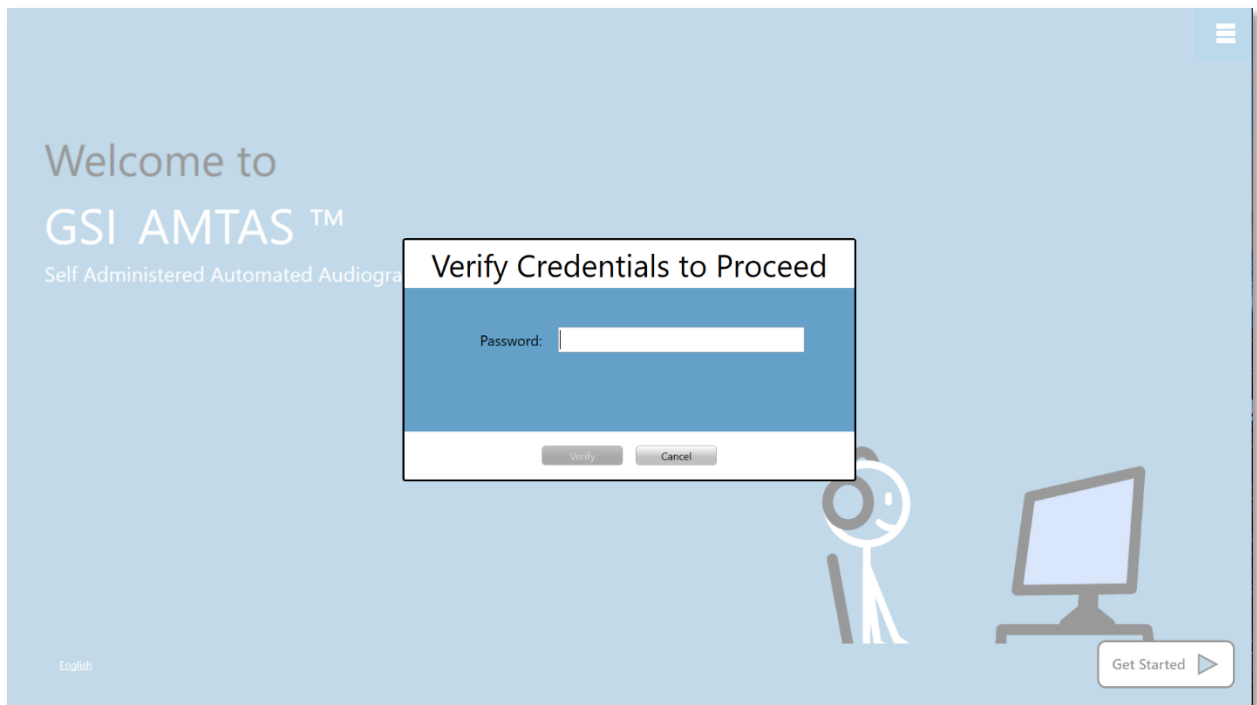 Welcome to
GSI AMTAS ™
Self Administered Automated Audiogra
Verify Credentials to Proceed
Password:
Verify
Cancel
English
Get Started